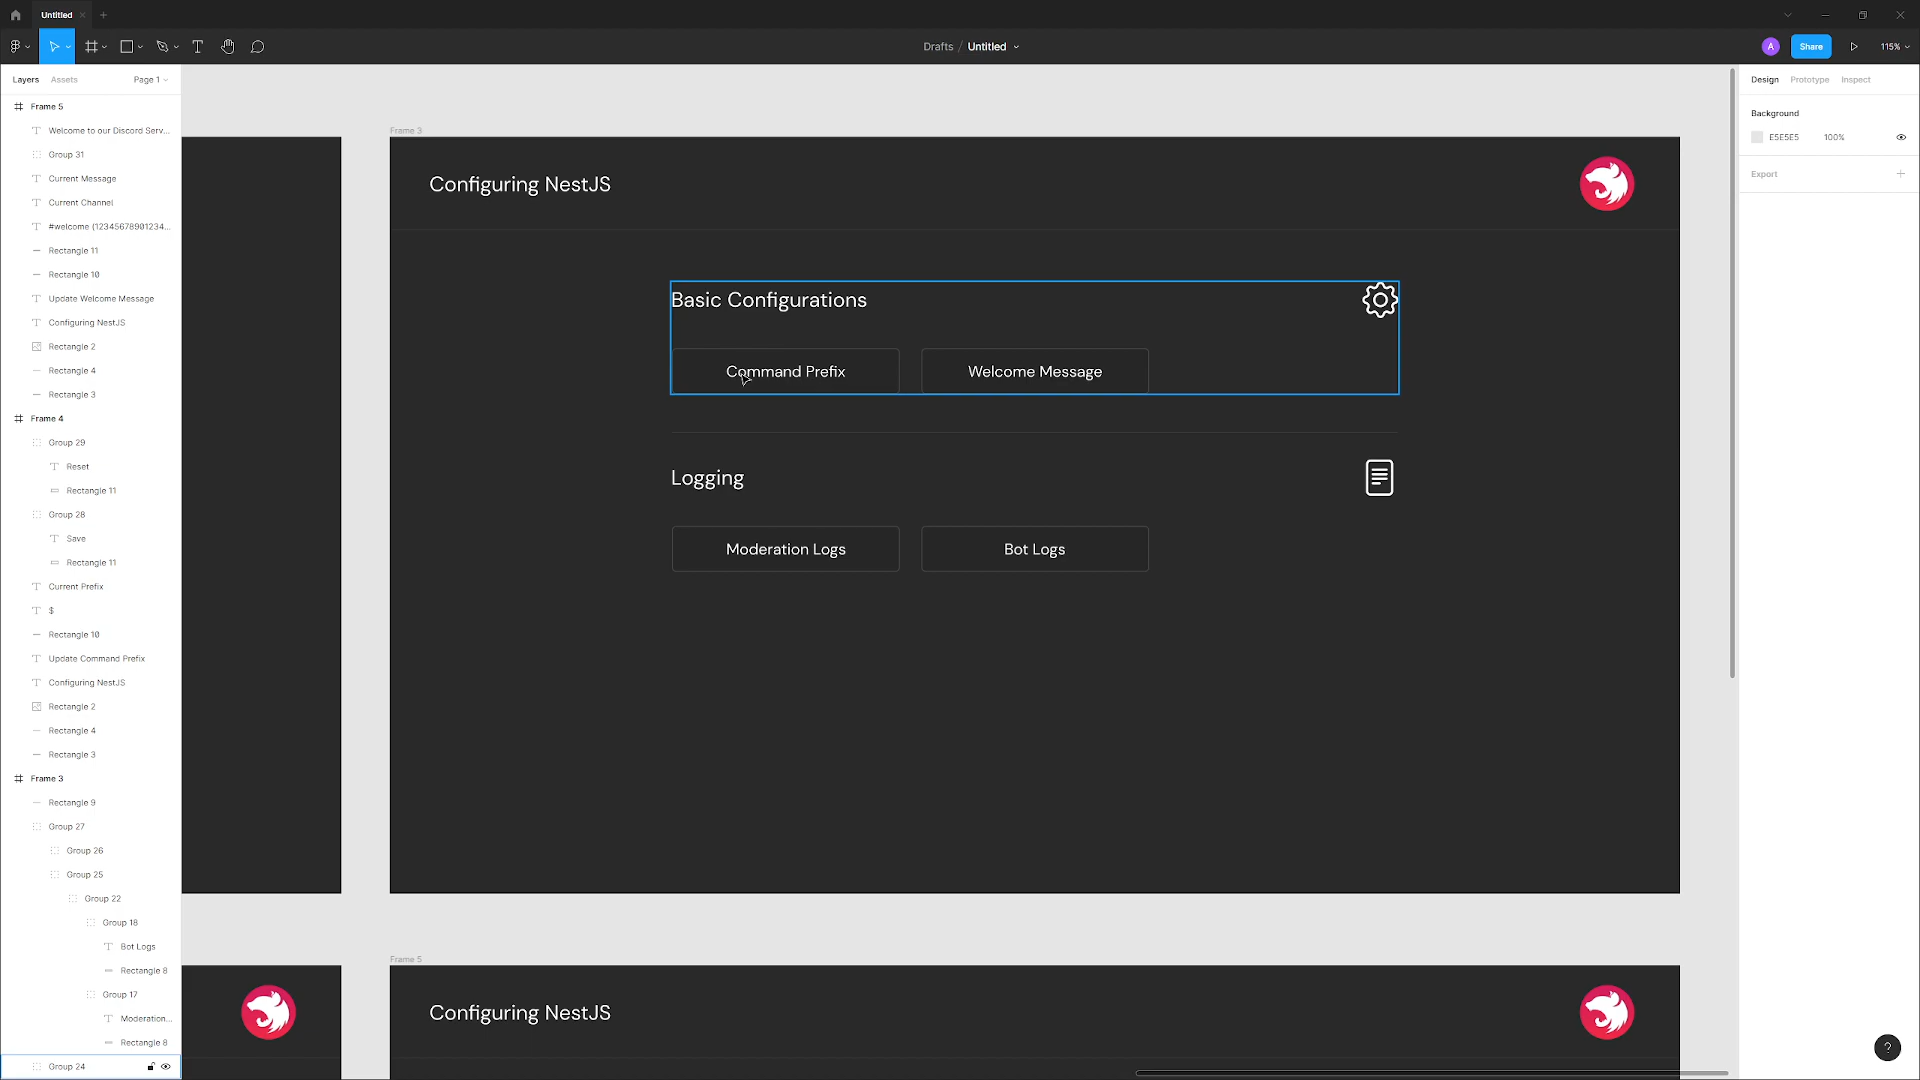 Untitled
Drafts / Untitled
A
Share
115%
Layers
Assets
Page 1
Frame 5
Welcome to our Discord Serv...
Group 31
Current Message
Current Channel
#welcome (12345678901234...
Rectangle 11
Rectangle 10
Update Welcome Message
Configuring NestJS
Rectangle 2
Rectangle 4
Rectangle 3
Frame 4
Group 29
Reset
Rectangle 11
Group 28
Save
Rectangle 11
Current Prefix
$
Rectangle 10
Update Command Prefix
Configuring NestJS
Rectangle 2
Rectangle 4
Rectangle 3
Frame 3
Rectangle 9
Group 27
Group 26
Group 25
Group 22
Group 18
Bot Logs
Rectangle 8
Group 17
Moderation...
Rectangle 8
Group 24
Frame 3
Configuring NestJS
Basic Configurations
Command Prefix
Welcome Message
Logging
Moderation Logs
Bot Logs
Frame 5
Configuring NestJS
Design
Prototype
Inspect
Background
E5E5E5
100%
Export
?